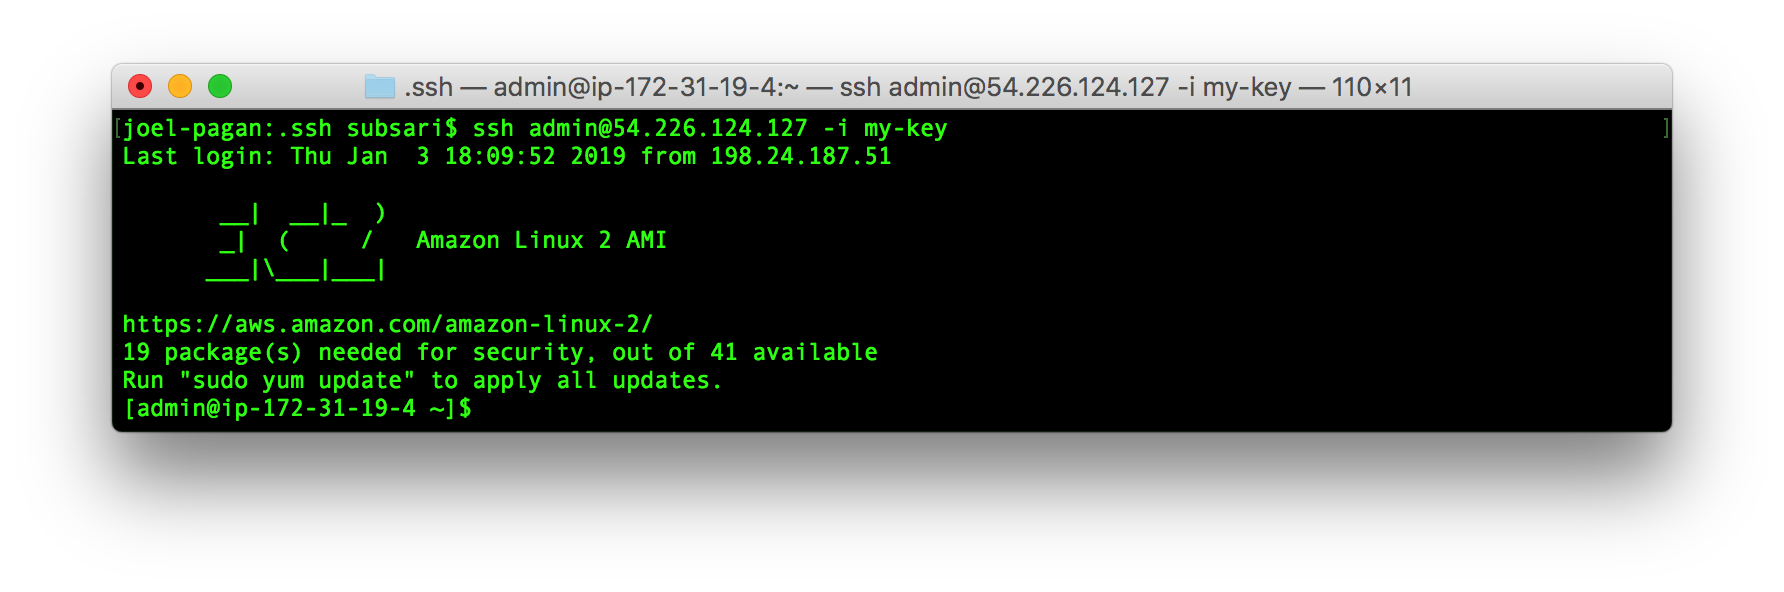 .ssh — admin@ip-172-31-19-4:~ — ssh admin@54.226.124.127 -i my-key — 110×11
[joel-pagan:.ssh subsari$ ssh admin@54.226.124.127 -i my-key ]
Last login: Thu Jan  3 18:09:52 2019 from 198.24.187.51
       __|  __|_  )
       _|  (     /   Amazon Linux 2 AMI
      ___|\___|___|
https://aws.amazon.com/amazon-linux-2/
19 package(s) needed for security, out of 41 available
Run "sudo yum update" to apply all updates.
[admin@ip-172-31-19-4 ~]$